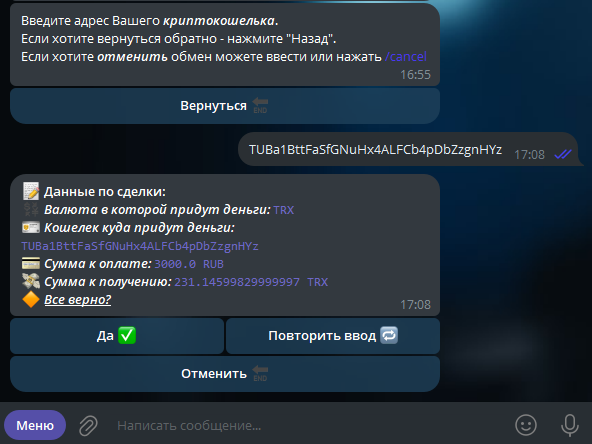 Введите адрес Вашего криптокошелька.
Если хотите вернуться обратно - нажмите "Назад".
Если хотите отменить обмен можете ввести или нажать /cancel
16:55
Вернуться 🔚
TUBa1BttFaSfGNuHx4ALFCb4pDbZzgnHYz 17:08
📝 Данные по сделки:
Валюта в которой придут деньги: TRX
Кошелек куда придут деньги:
TUBa1BttFaSfGNuHx4ALFCb4pDbZzgnHYz
Сумма к оплате: 3000.0 RUB
Сумма к получению: 231.14599829999997 TRX
🔶 Все верно?
17:08
Да ✅
Повторить ввод 🔁
Отменить 🔚
Меню
Написать сообщение...